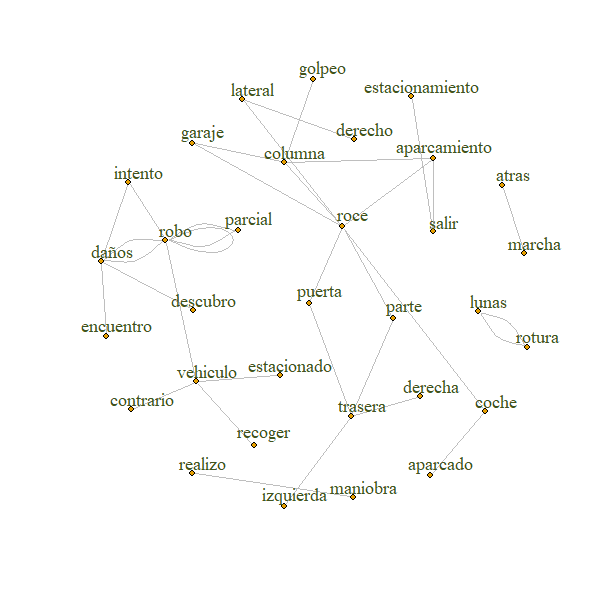 golpeo
lateral
estacionamiento
garaje
derecho
columna
aparcamiento
intento
atras
parcial
roce
salir
robo
marcha
daños
puerta
descubro
lunas
parte
encuentro
rotura
vehiculo
estacionado
derecha
contrario
trasera
coche
recoger
realizo
aparcado
izquierda
maniobra